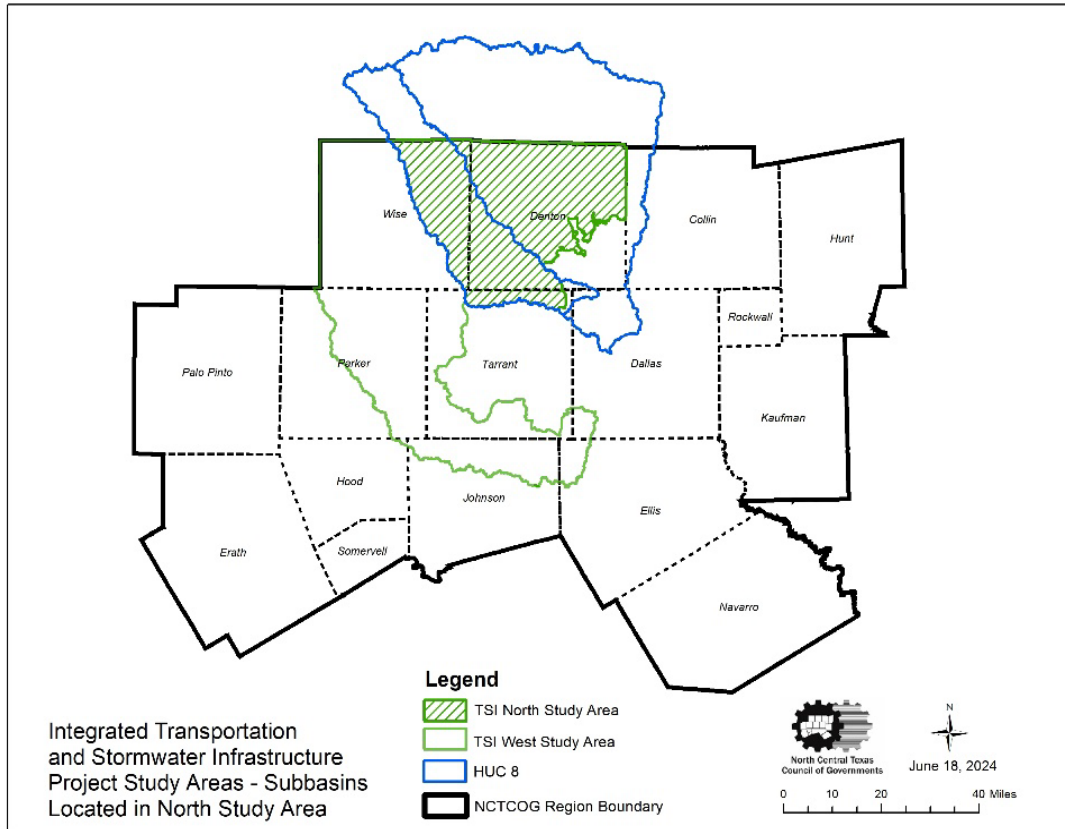 Wise
Denton
Collin
Hunt
Rockwall
Palo Pinto
Parker
Tarrant
Dallas
Kaufman
Hood
Johnson
Ellis
Erath
Somervell
Navarro
Legend
TSI North Study Area
TSI West Study Area
HUC 8
NCTCOG Region Boundary
Integrated Transportation
and Stormwater Infrastructure
Project Study Areas - Subbasins
Located in North Study Area
North Central Texas
Council of Governments
N
June 18, 2024
0 10 20 40 Miles